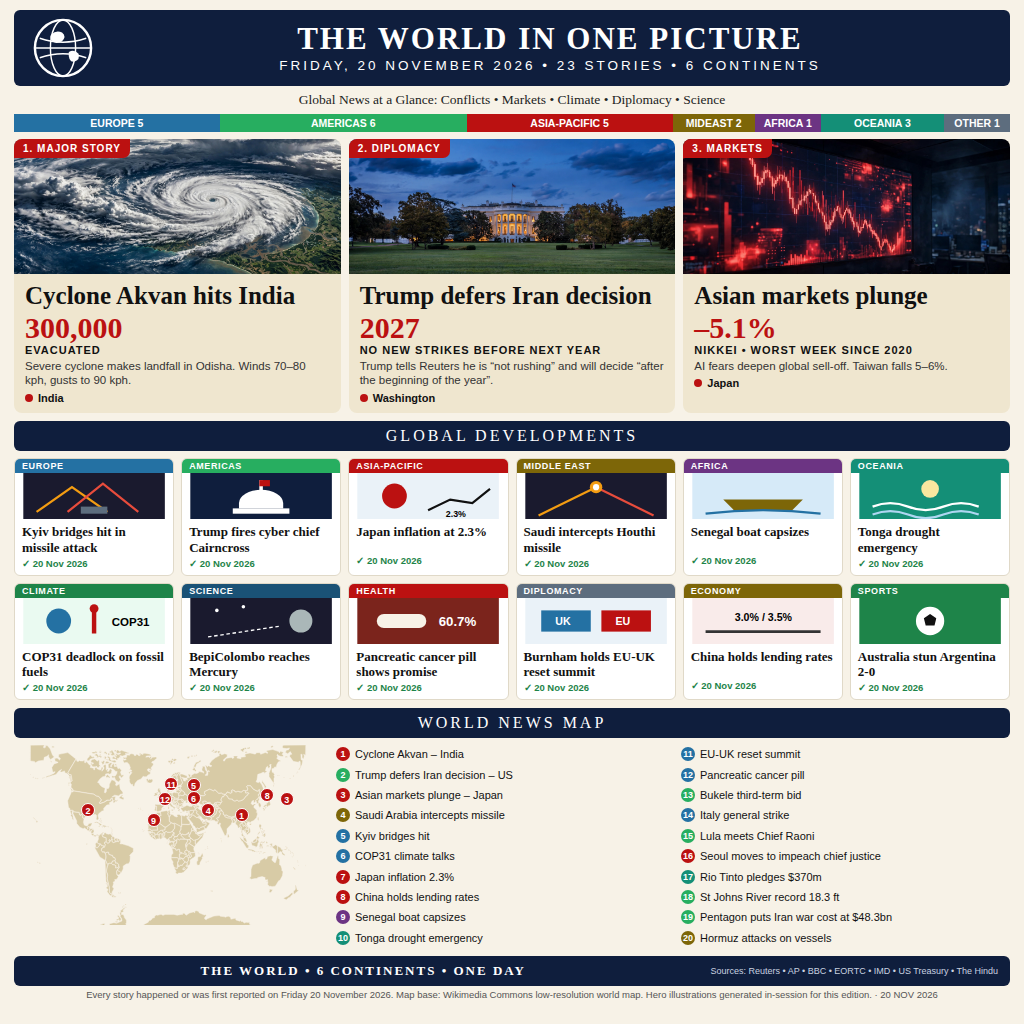 THE WORLD IN ONE PICTURE
FRIDAY, 20 NOVEMBER 2026 • 23 STORIES • 6 CONTINENTS
Global News at a Glance: Conflicts • Markets • Climate • Diplomacy • Science
EUROPE 5
AMERICAS 6
ASIA-PACIFIC 5
MIDEAST 2
AFRICA 1
OCEANIA 3
OTHER 1
1. MAJOR STORY
Cyclone Akvan hits India
300,000
EVACUATED
Severe cyclone makes landfall in Odisha. Winds 70–80
kph, gusts to 90 kph.
India
2. DIPLOMACY
Trump defers Iran decision
2027
NO NEW STRIKES BEFORE NEXT YEAR
Trump tells Reuters he is “not rushing” and will decide “after
the beginning of the year”.
Washington
3. MARKETS
Asian markets plunge
–5.1%
NIKKEI • WORST WEEK SINCE 2020
AI fears deepen global sell-off. Taiwan falls 5–6%.
Japan
GLOBAL DEVELOPMENTS
EUROPE
Kyiv bridges hit in
missile attack
✓ 20 Nov 2026
AMERICAS
Trump fires cyber chief
Cairncross
✓ 20 Nov 2026
ASIA-PACIFIC
2.3%
Japan inflation at 2.3%
✓ 20 Nov 2026
MIDDLE EAST
Saudi intercepts Houthi
missile
✓ 20 Nov 2026
AFRICA
Senegal boat capsizes
✓ 20 Nov 2026
OCEANIA
Tonga drought
emergency
✓ 20 Nov 2026
CLIMATE
COP31
COP31 deadlock on fossil
fuels
✓ 20 Nov 2026
SCIENCE
BepiColombo reaches
Mercury
✓ 20 Nov 2026
HEALTH
60.7%
Pancreatic cancer pill
shows promise
✓ 20 Nov 2026
DIPLOMACY
UK
EU
Burnham holds EU-UK
reset summit
✓ 20 Nov 2026
ECONOMY
3.0% / 3.5%
China holds lending rates
✓ 20 Nov 2026
SPORTS
Australia stun Argentina
2-0
✓ 20 Nov 2026
WORLD NEWS MAP
11
5
12
6
8
3
2
4
9
1
1 Cyclone Akvan – India
2 Trump defers Iran decision – US
3 Asian markets plunge – Japan
4 Saudi Arabia intercepts missile
5 Kyiv bridges hit
6 COP31 climate talks
7 Japan inflation 2.3%
8 China holds lending rates
9 Senegal boat capsizes
10 Tonga drought emergency
11 EU-UK reset summit
12 Pancreatic cancer pill
13 Bukele third-term bid
14 Italy general strike
15 Lula meets Chief Raoni
16 Seoul moves to impeach chief justice
17 Rio Tinto pledges $370m
18 St Johns River record 18.3 ft
19 Pentagon puts Iran war cost at $48.3bn
20 Hormuz attacks on vessels
THE WORLD • 6 CONTINENTS • ONE DAY
Sources: Reuters • AP • BBC • EORTC • IMD • US Treasury • The Hindu
Every story happened or was first reported on Friday 20 November 2026. Map base: Wikimedia Commons low-resolution world map. Hero illustrations generated in-session for this edition. · 20 NOV 2026